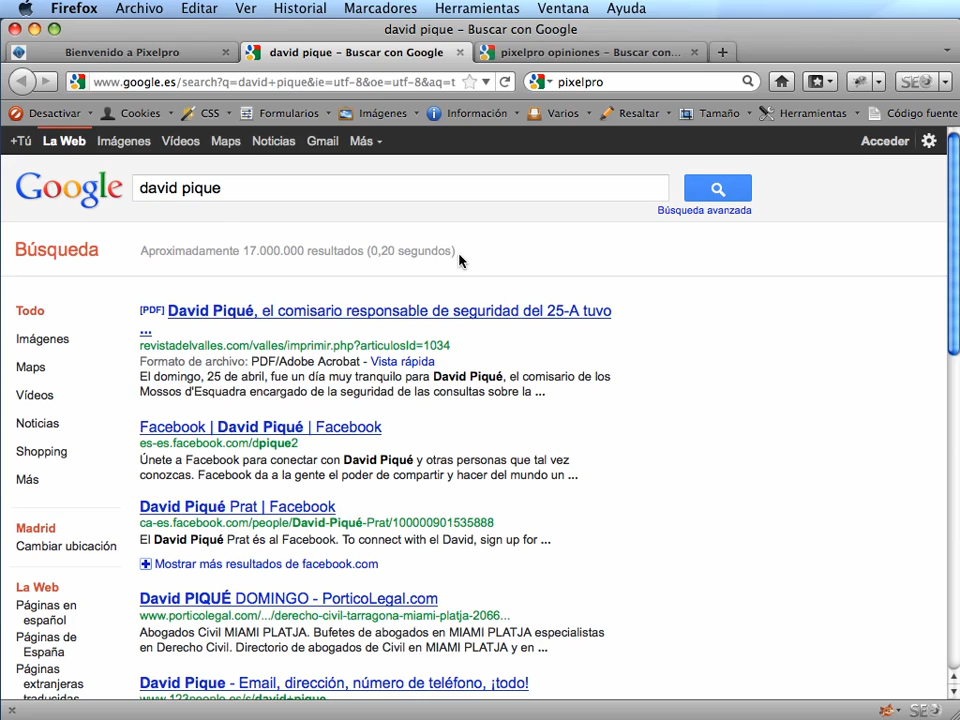 Firefox Archivo Editar Ver Historial Marcadores Herramientas Ventana Ayuda
david pique – Buscar con Google
Bienvenido a Pixelpro
david pique – Buscar con Google
pixelpro opiniones – Buscar con...
www.google.es/search?q=david+pique&ie=utf-8&oe=utf-8&aq=t
pixelpro
SEO
Desactivar Cookies CSS Formularios Imágenes Información Varios Resaltar Tamaño Herramientas Código fuente
+Tú La Web Imágenes Vídeos Maps Noticias Gmail Más
Acceder
Google
david pique
Búsqueda avanzada
Búsqueda
Aproximadamente 17.000.000 resultados (0,20 segundos)
Todo
Imágenes
Maps
Vídeos
Noticias
Shopping
Más
Madrid
Cambiar ubicación
La Web
Páginas en
español
Páginas de
España
Páginas
extranjeras
traducidas
[PDF] David Piqué, el comisario responsable de seguridad del 25-A tuvo
...
revistadelvalles.com/valles/imprimir.php?articulosId=1034
Formato de archivo: PDF/Adobe Acrobat - Vista rápida
El domingo, 25 de abril, fue un día muy tranquilo para David Piqué, el comisario de los
Mossos d'Esquadra encargado de la seguridad de las consultas sobre la ...
Facebook | David Piqué | Facebook
es-es.facebook.com/dpique2
Únete a Facebook para conectar con David Piqué y otras personas que tal vez
conozcas. Facebook da a la gente el poder de compartir y hacer del mundo un ...
David Piqué Prat | Facebook
ca-es.facebook.com/people/David-Piqué-Prat/100000901535888
El David Piqué Prat és al Facebook. To connect with el David, sign up for ...
Mostrar más resultados de facebook.com
David PIQUÉ DOMINGO - PorticoLegal.com
www.porticolegal.com/.../derecho-civil-tarragona-miami-platja-2066...
Abogados Civil MIAMI PLATJA. Bufetes de abogados en MIAMI PLATJA especialistas
en Derecho Civil. Directorio de abogados de Civil en MIAMI PLATJA y en ...
David Pique - Email, dirección, número de teléfono, ¡todo!
www.123people.es/s/david+pique
SEO